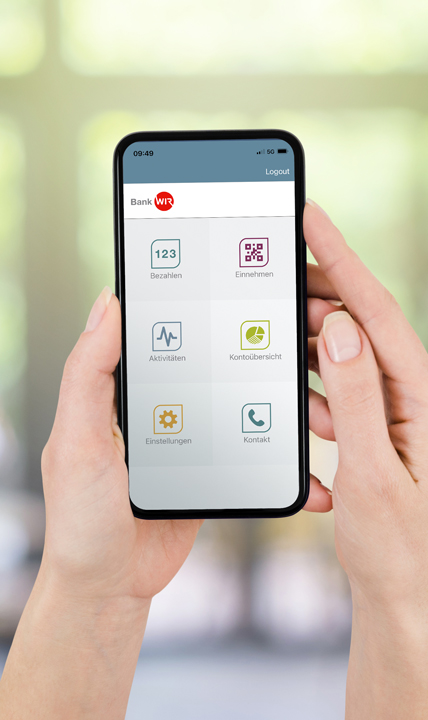 09:49
5G
Logout
Bank WIR
123
Bezahlen
Einnehmen
Aktivitäten
Kontoübersicht
Einstellungen
Kontakt